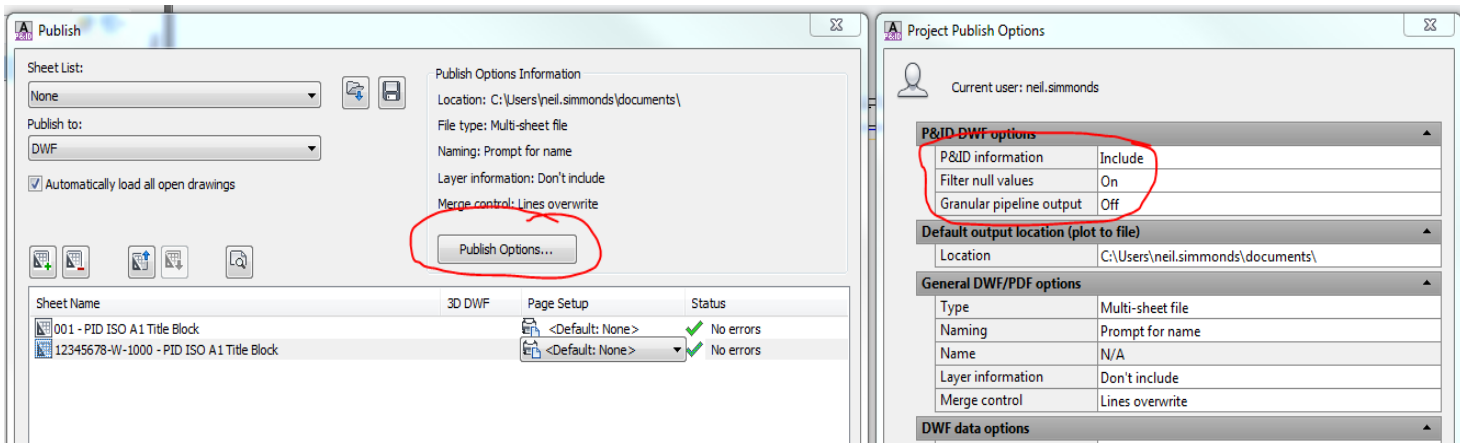 Publish
Sheet List:
None
Publish to:
DWF
Automatically load all open drawings
Publish Options Information
Location: C:\Users\neil.simmonds\documents\
File type: Multi-sheet file
Naming: Prompt for name
Layer information: Don't include
Merge control: Lines overwrite
Publish Options...
Sheet Name 3D DWF Page Setup Status
001 - PID ISO A1 Title Block <Default: None> No errors
12345678-W-1000 - PID ISO A1 Title Block <Default: None> No errors
Project Publish Options
Current user: neil.simmonds
P&ID DWF options
P&ID information Include
Filter null values On
Granular pipeline output Off
Default output location (plot to file)
Location C:\Users\neil.simmonds\documents\
General DWF/PDF options
Type Multi-sheet file
Naming Prompt for name
Name N/A
Layer information Don't include
Merge control Lines overwrite
DWF data options